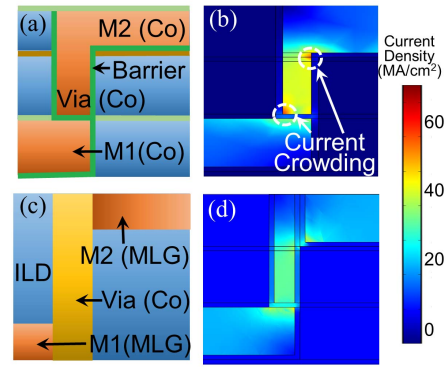 (a)
M2 (Co)
Barrier
Via (Co)
M1(Co)
(b)
Current
Crowding
Current
Density
(MA/cm²)
60
40
20
0
(c)
M2 (MLG)
ILD
Via (Co)
M1(MLG)
(d)